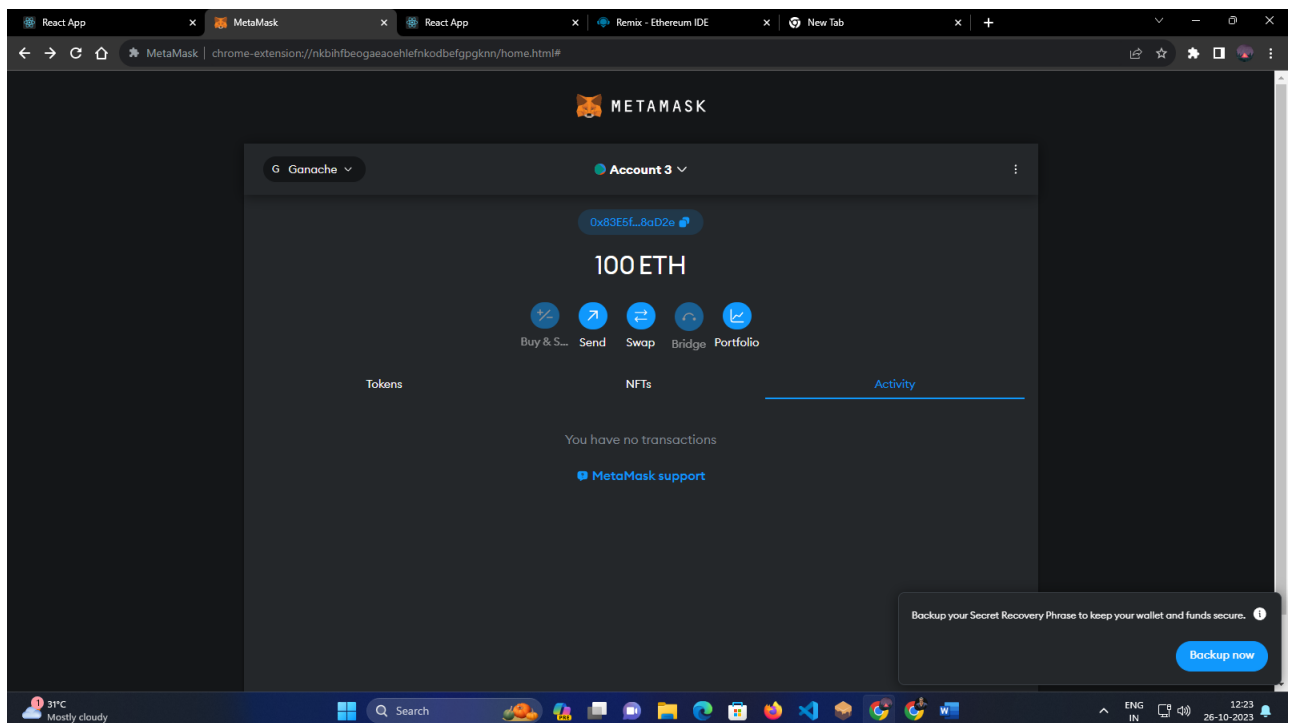 React App
MetaMask
React App
Remix - Ethereum IDE
New Tab
MetaMask
chrome-extension://nkbihfbeogaeaoehlefnkodbefgpgknn/home.html#
METAMASK
G Ganache
Account 3
0x83E5f...8aD2e
100 ETH
Buy & S... Send Swap Bridge Portfolio
Tokens NFTs Activity
You have no transactions
MetaMask support
Backup your Secret Recovery Phrase to keep your wallet and funds secure.
Backup now
1
31°C
Mostly cloudy
Search
PRE
ENG
IN
12:23
26-10-2023